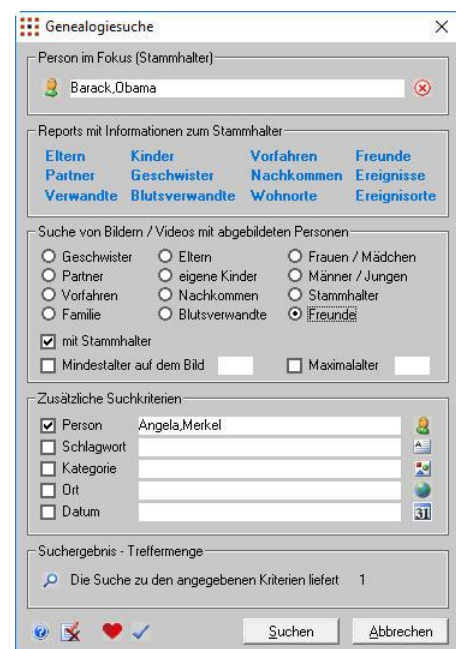 Genealogiesuche
Person im Fokus (Stammhalter)
Barack,Obama
Reports mit Informationen zum Stammhalter
Eltern Kinder Vorfahren Freunde
Partner Geschwister Nachkommen Ereignisse
Verwandte Blutsverwandte Wohnorte Ereignisorte
Suche von Bildern / Videos mit abgebildeten Personen
Geschwister Eltern Frauen / Mädchen
Partner eigene Kinder Männer / Jungen
Vorfahren Nachkommen Stammhalter
Familie Blutsverwandte Freunde
mit Stammhalter
Mindestalter auf dem Bild Maximalalter
Zusätzliche Suchkriterien
Person Angela,Merkel
Schlagwort
Kategorie
Ort
Datum 31
Suchergebnis - Treffermenge
Die Suche zu den angegebenen Kriterien liefert 1
Suchen Abbrechen